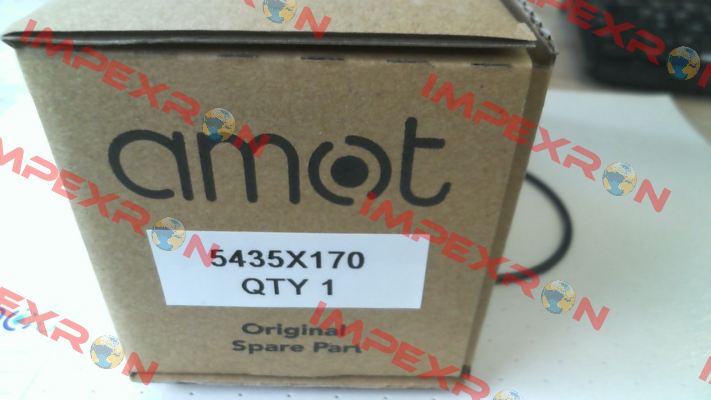 amot
5435X170
QTY 1
Original
Spare Part
IMPEXRON
IMPEXRON
IMPEXRON
IMPEXRON
IMPEXRON
IMPEXRON
IMPEXRON